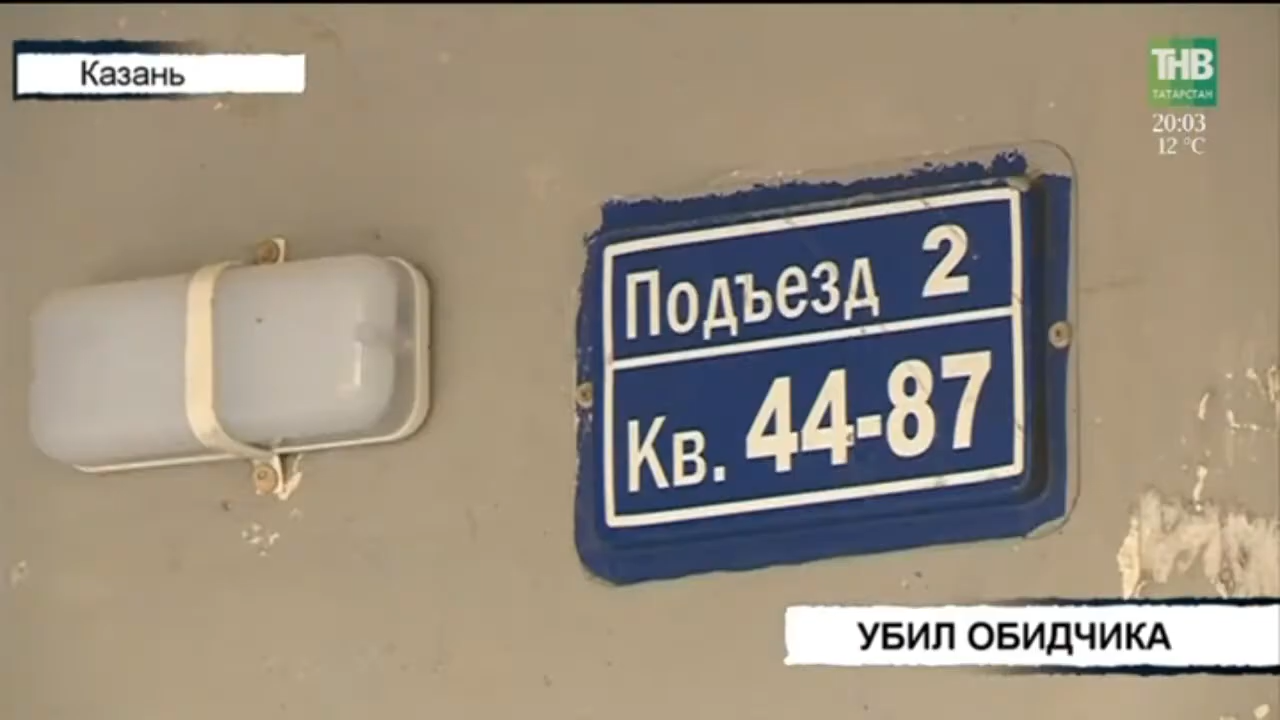 Казань
ТНВ
ТАТАРСТАН
20:03
12 °C
Подъезд 2
Кв. 44-87
УБИЛ ОБИДЧИКА